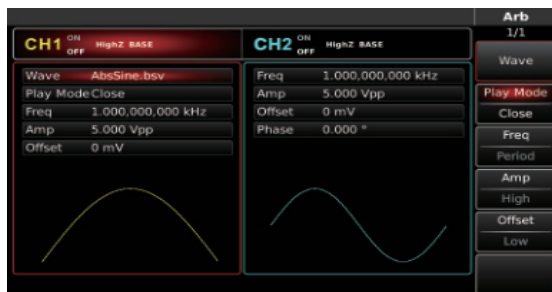 Arb
1/1
CH1 ON OFF HighZ BASE
CH2 ON OFF HighZ BASE
Wave AbsSine.bsv
Play Mode Close
Freq 1.000,000,000 kHz
Amp 5.000 Vpp
Offset 0 mV
Freq 1.000,000,000 kHz
Amp 5.000 Vpp
Offset 0 mV
Phase 0.000 °
Wave
Play Mode
Close
Freq
Period
Amp
High
Offset
Low